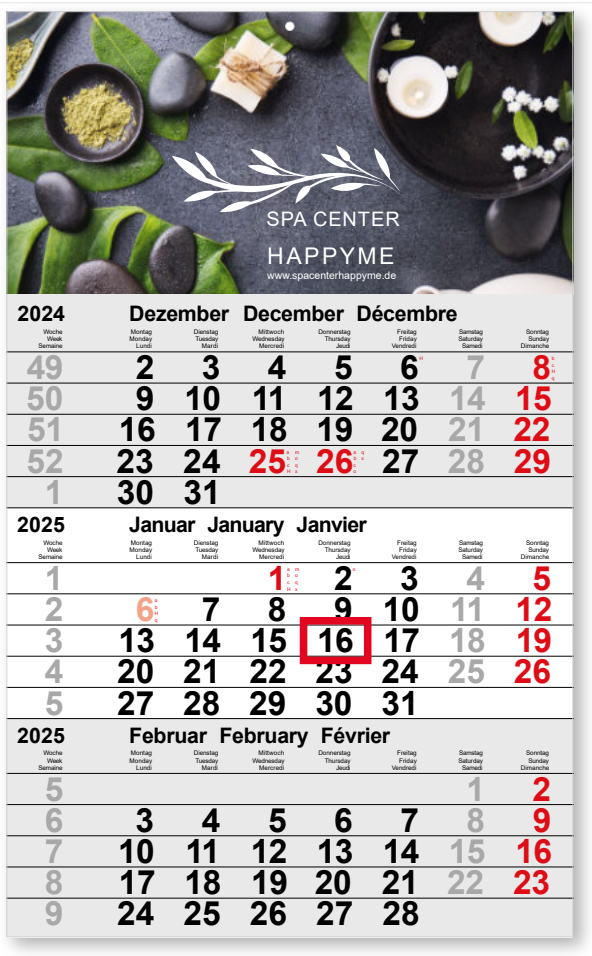 SPA CENTER
HAPPYME
www.spacenterhappyme.de
2024 Dezember December Décembre
Woche Montag Dienstag Mittwoch Donnerstag Freitag Samstag Sonntag
Week Monday Tuesday Wednesday Thursday Friday Saturday Sunday
Semaine Lundi Mardi Mercredi Jeudi Vendredi Samedi Dimanche
49 2 3 4 5 6 7 8
50 9 10 11 12 13 14 15
51 16 17 18 19 20 21 22
52 23 24 25 26 27 28 29
1 30 31
2025 Januar January Janvier
Woche Montag Dienstag Mittwoch Donnerstag Freitag Samstag Sonntag
Week Monday Tuesday Wednesday Thursday Friday Saturday Sunday
Semaine Lundi Mardi Mercredi Jeudi Vendredi Samedi Dimanche
1 1 2 3 4 5
2 6 7 8 9 10 11 12
3 13 14 15 16 17 18 19
4 20 21 22 23 24 25 26
5 27 28 29 30 31
2025 Februar February Février
Woche Montag Dienstag Mittwoch Donnerstag Freitag Samstag Sonntag
Week Monday Tuesday Wednesday Thursday Friday Saturday Sunday
Semaine Lundi Mardi Mercredi Jeudi Vendredi Samedi Dimanche
5 1 2
6 3 4 5 6 7 8 9
7 10 11 12 13 14 15 16
8 17 18 19 20 21 22 23
9 24 25 26 27 28